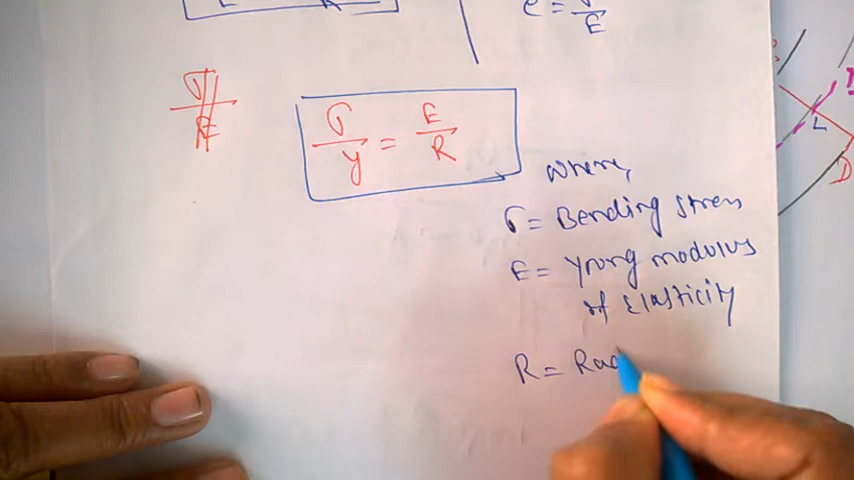 e = σ/E
σ/y = E/R
where,
σ = Bending stress
E = Young modulus
of Elasticity
R = Rad